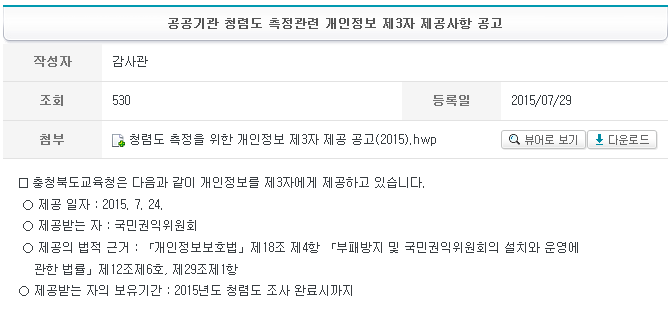 공공기관 청렴도 측정관련 개인정보 제3자 제공사항 공고
작성자 감사관
조회 530 등록일 2015/07/29
첨부 청렴도 측정을 위한 개인정보 제3자 제공 공고(2015).hwp 뷰어로 보기 다운로드
□ 충청북도교육청은 다음과 같이 개인정보를 제3자에게 제공하고 있습니다.
○ 제공 일자 : 2015. 7. 24.
○ 제공받는 자 : 국민권익위원회
○ 제공의 법적 근거 : 「개인정보보호법」제18조 제4항 「부패방지 및 국민권익위원회의 설치와 운영에
관한 법률」제12조제6호, 제29조제1항
○ 제공받는 자의 보유기간 : 2015년도 청렴도 조사 완료시까지